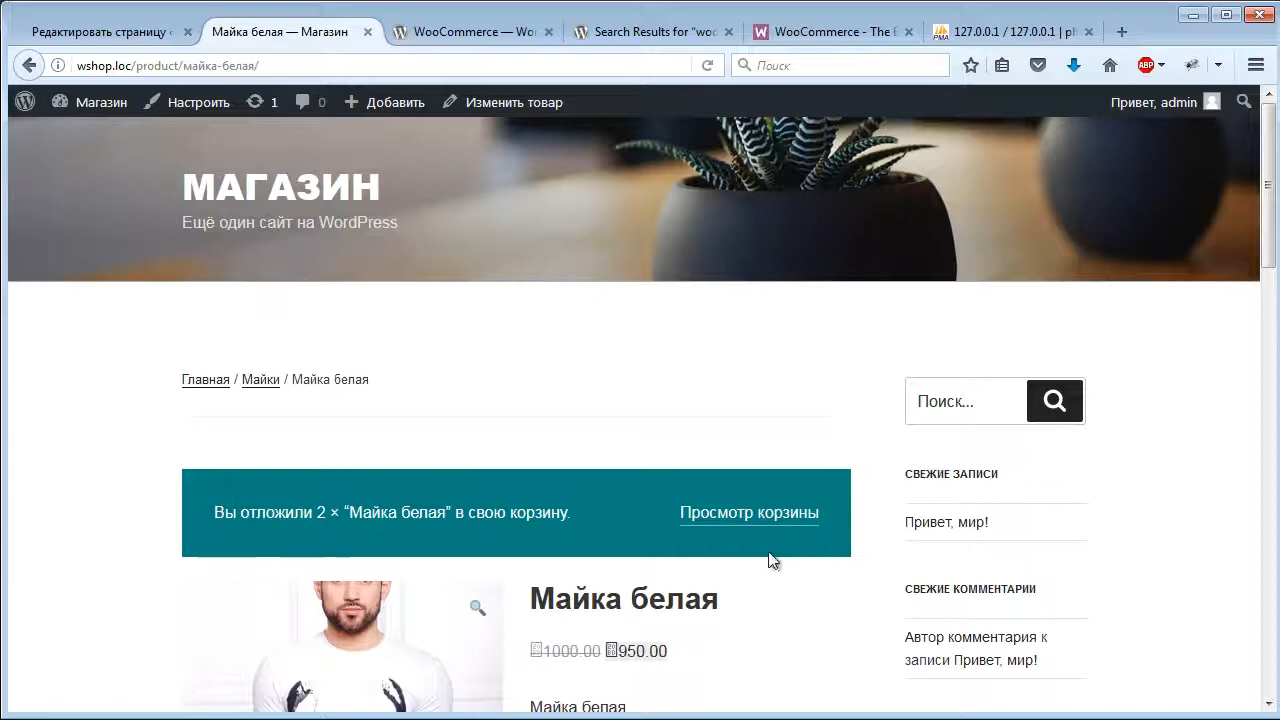 Редактировать страницу ‹
Майка белая — Магазин
WooCommerce — Wor
Search Results for “woo
WooCommerce - The E
127.0.0.1 / 127.0.0.1 | ph
wshop.loc/product/майка-белая/
Поиск
ABP
Магазин
Настроить
1
0
Добавить
Изменить товар
Привет, admin
МАГАЗИН
Ещё один сайт на WordPress
Главная / Майки / Майка белая
Поиск…
СВЕЖИЕ ЗАПИСИ
Вы отложили 2 × “Майка белая” в свою корзину.
Просмотр корзины
Привет, мир!
СВЕЖИЕ КОММЕНТАРИИ
Майка белая
Автор комментария к
записи Привет, мир!
1000.00 950.00
Майка белая